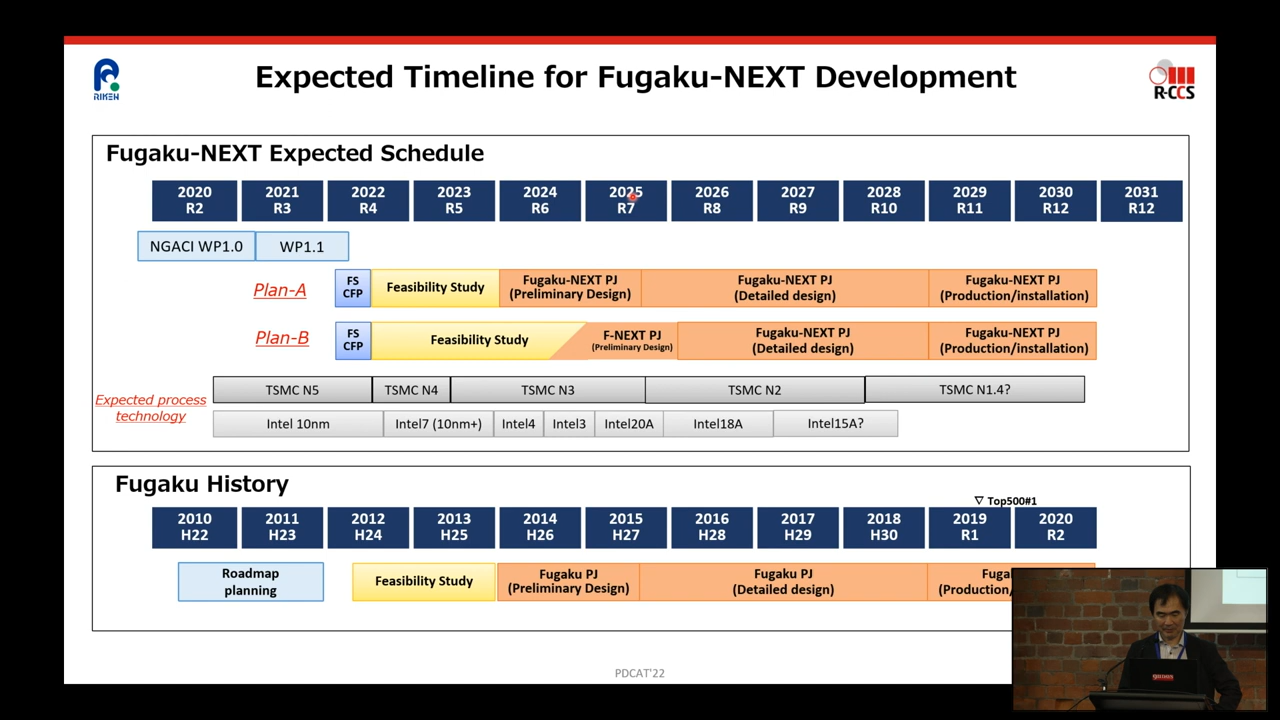 RIKEN
Expected Timeline for Fugaku-NEXT Development
R-CCS
Fugaku-NEXT Expected Schedule
2020 2021 2022 2023 2024 2025 2026 2027 2028 2029 2030 2031
R2 R3 R4 R5 R6 R7 R8 R9 R10 R11 R12 R12
NGACI WP1.0 WP1.1
Plan-A
FS
CFP
Feasibility Study
Fugaku-NEXT PJ
(Preliminary Design)
Fugaku-NEXT PJ
(Detailed design)
Fugaku-NEXT PJ
(Production/installation)
Plan-B
FS
CFP
Feasibility Study
F-NEXT PJ
(Preliminary Design)
Fugaku-NEXT PJ
(Detailed design)
Fugaku-NEXT PJ
(Production/installation)
Expected process
technology
TSMC N5 TSMC N4 TSMC N3 TSMC N2 TSMC N1.4?
Intel 10nm Intel7 (10nm+) Intel4 Intel3 Intel20A Intel18A Intel15A?
Fugaku History
▽ Top500#1
2010 2011 2012 2013 2014 2015 2016 2017 2018 2019 2020
H22 H23 H24 H25 H26 H27 H28 H29 H30 R1 R2
Roadmap
planning
Feasibility Study
Fugaku PJ
(Preliminary Design)
Fugaku PJ
(Detailed design)
Fuga
(Production/
PDCAT'22